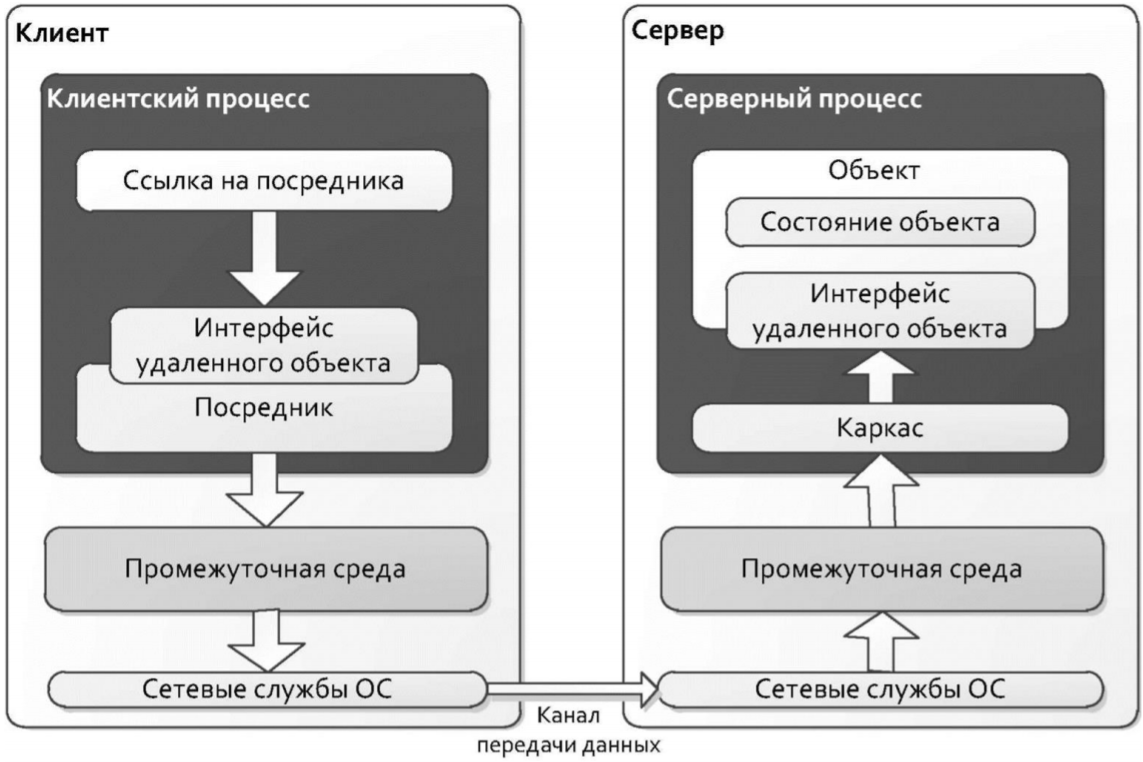 Клиент
Клиентский процесс
Ссылка на посредника
Интерфейс
удаленного объекта
Посредник
Промежуточная среда
Сетевые службы ОС
Канал
передачи данных
Сервер
Серверный процесс
Объект
Состояние объекта
Интерфейс
удаленного объекта
Каркас
Промежуточная среда
Сетевые службы ОС